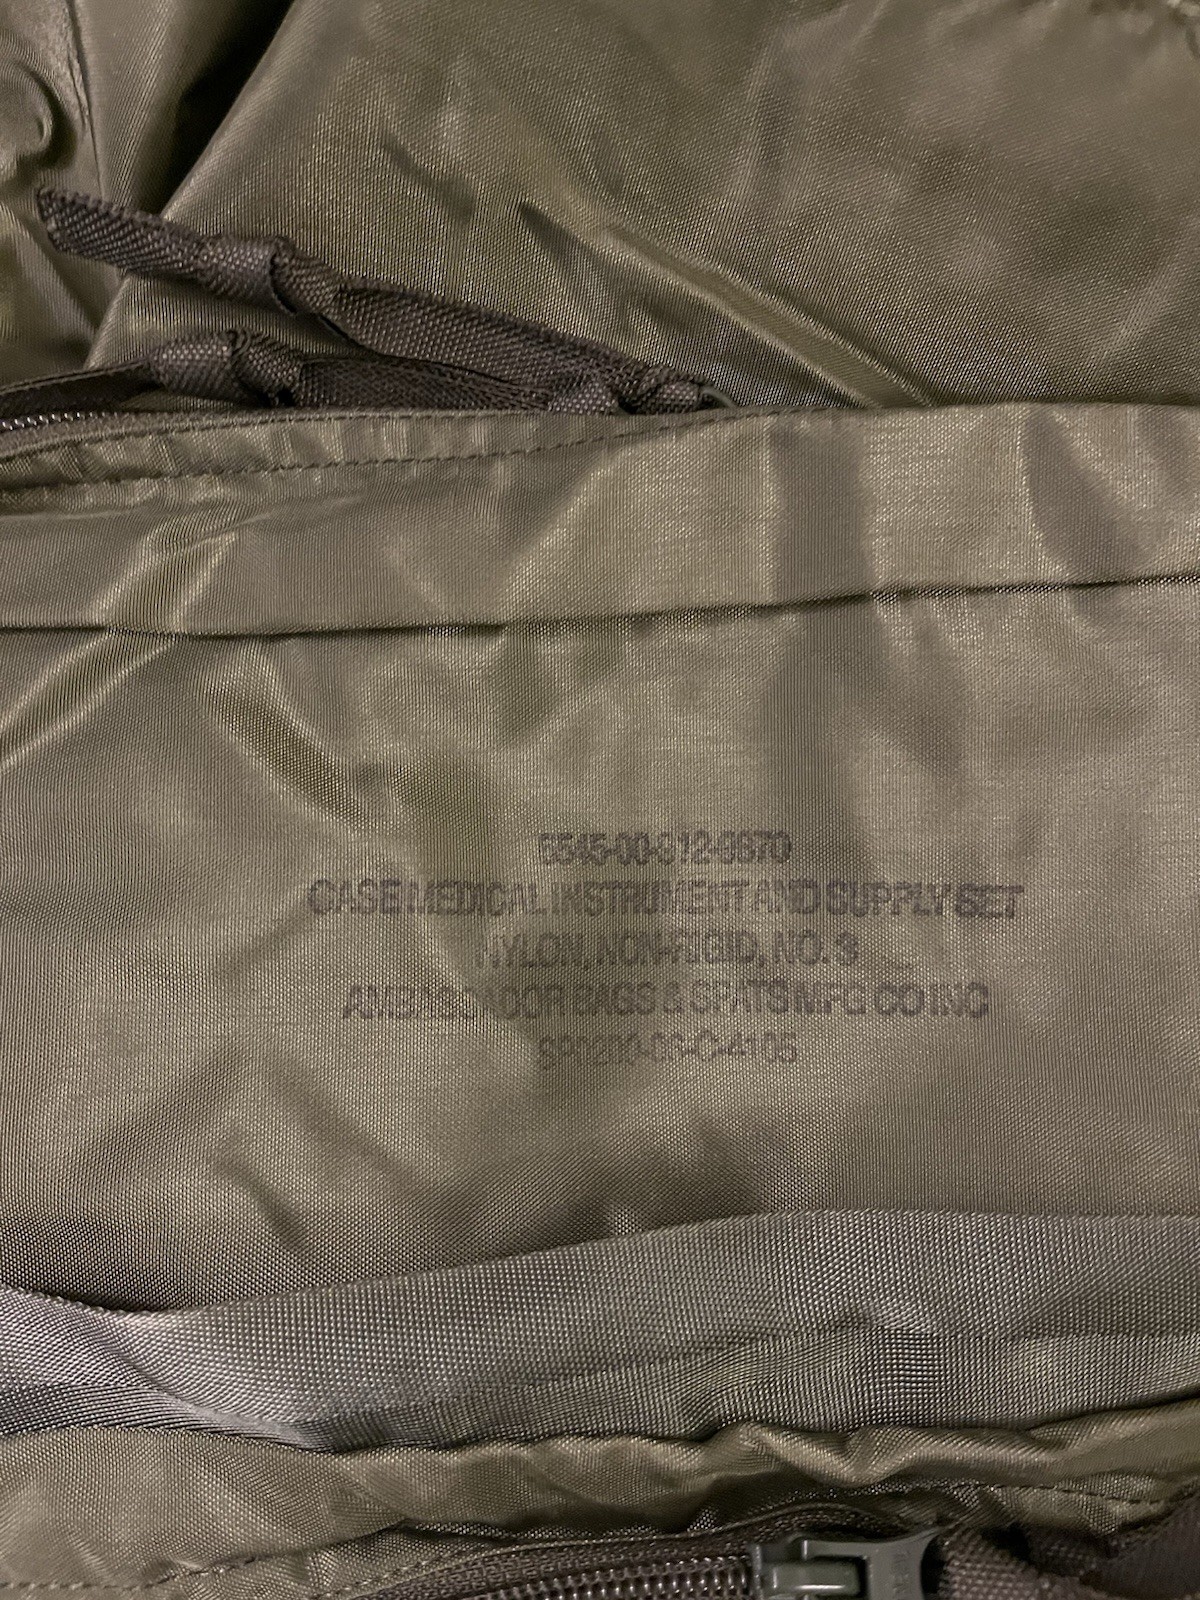 6545-00-912-9870
CASE MEDICAL INSTRUMENT AND SUPPLY SET
NYLON, NON-RIGID, NO. 3
AMBASSADOR BAGS & SPATS MFG CO INC